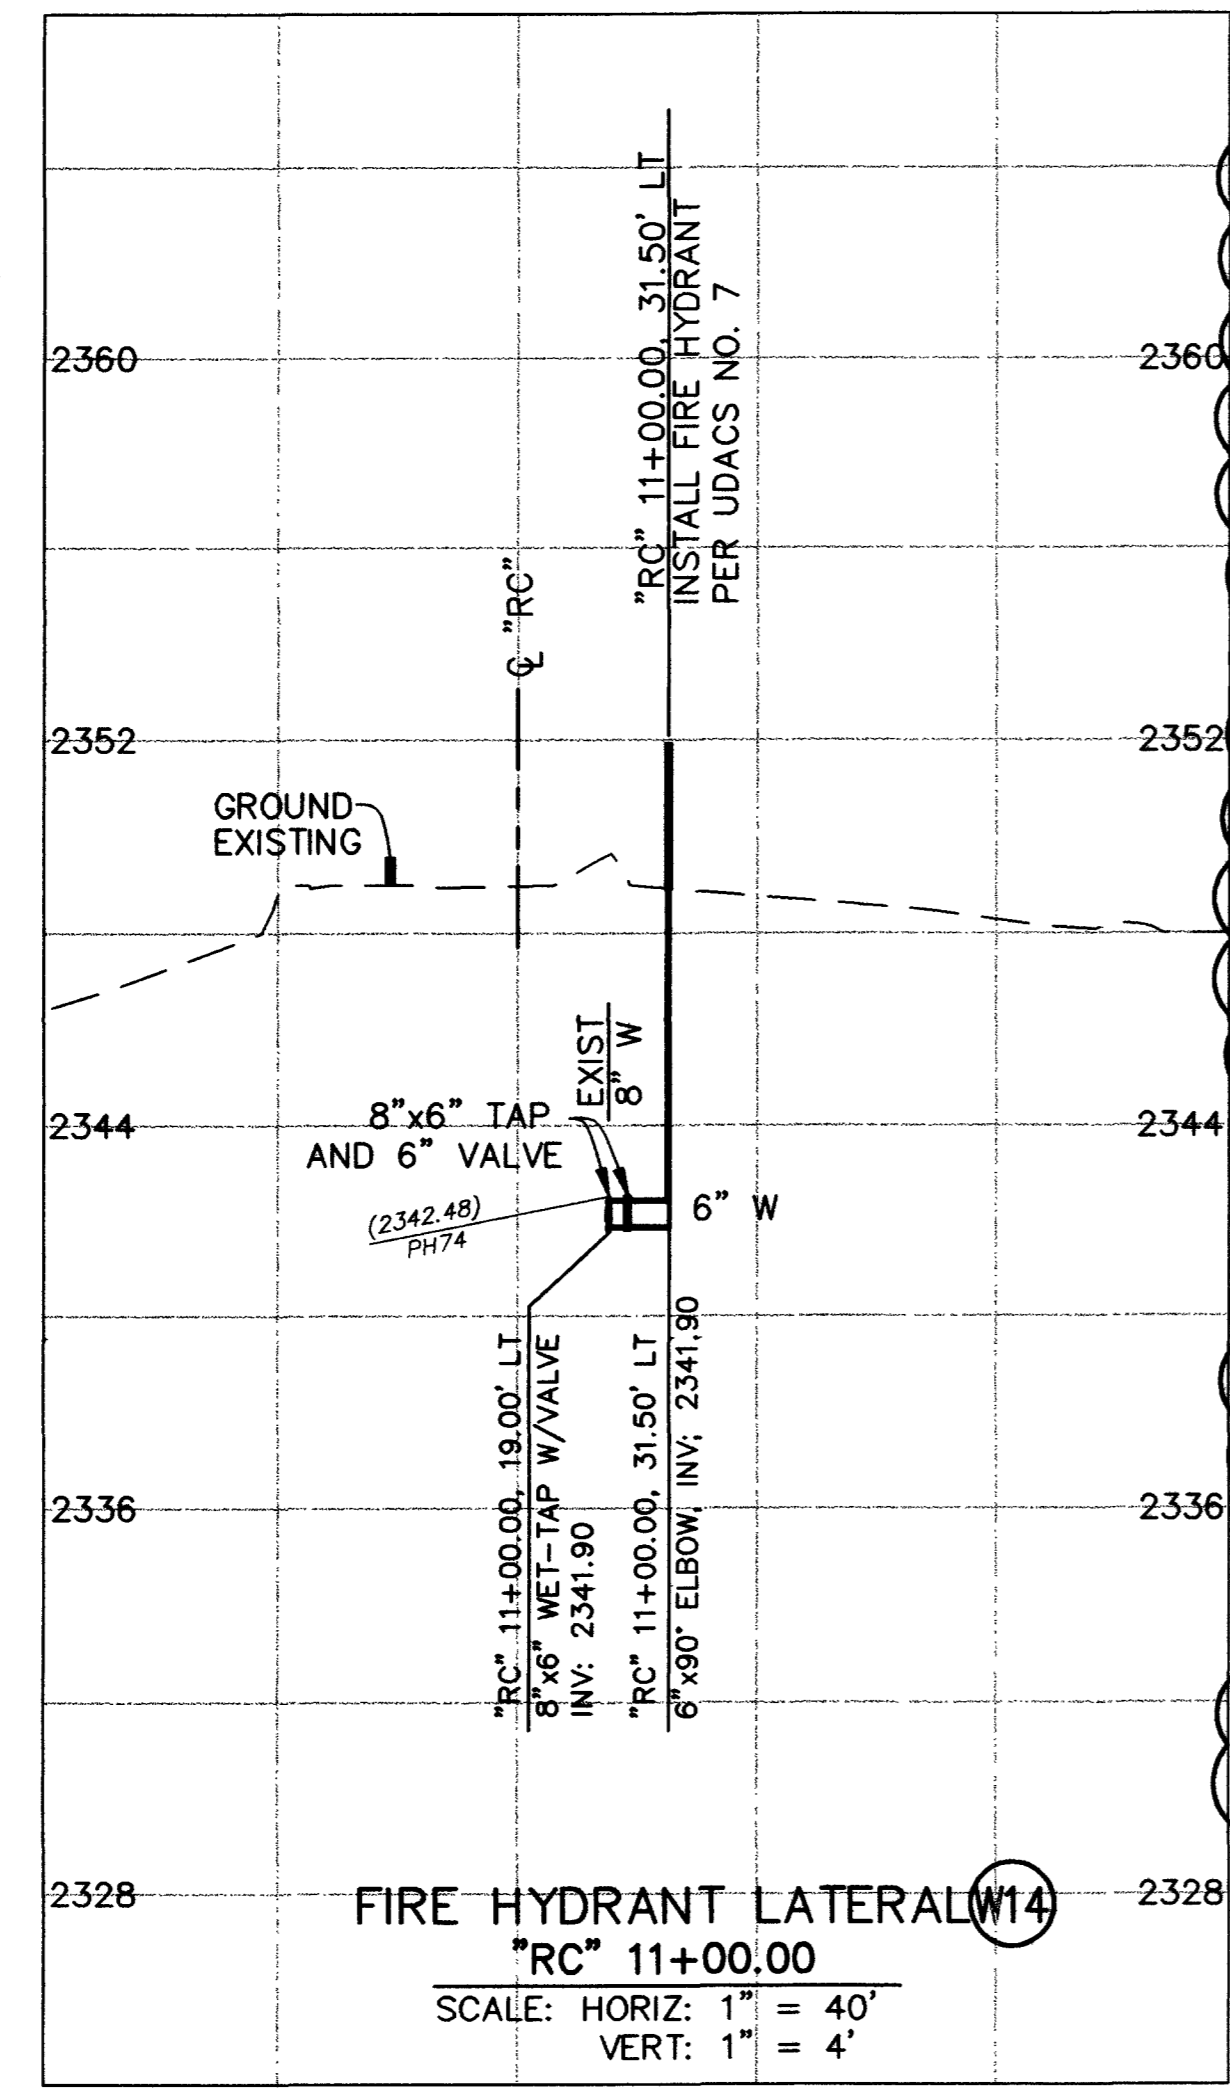 "RC" 11+00.00, 31.50' LT
INSTALL FIRE HYDRANT
PER UDACS NO. 7
2360
2360
℄ "RC"
2352
2352
GROUND
EXISTING
EXIST
8" W
8"x6" TAP
AND 6" VALVE
2344
2344
(2342.48)
PH74
6" W
"RC" 11+00.00, 19.00' LT
8"x6" WET-TAP W/VALVE
INV: 2341.90
"RC" 11+00.00, 31.50' LT
6"x90° ELBOW, INV: 2341.90
2336
2336
2328
2328
FIRE HYDRANT LATERAL W14
"RC" 11+00.00
SCALE: HORIZ: 1" = 40'
VERT: 1" = 4'